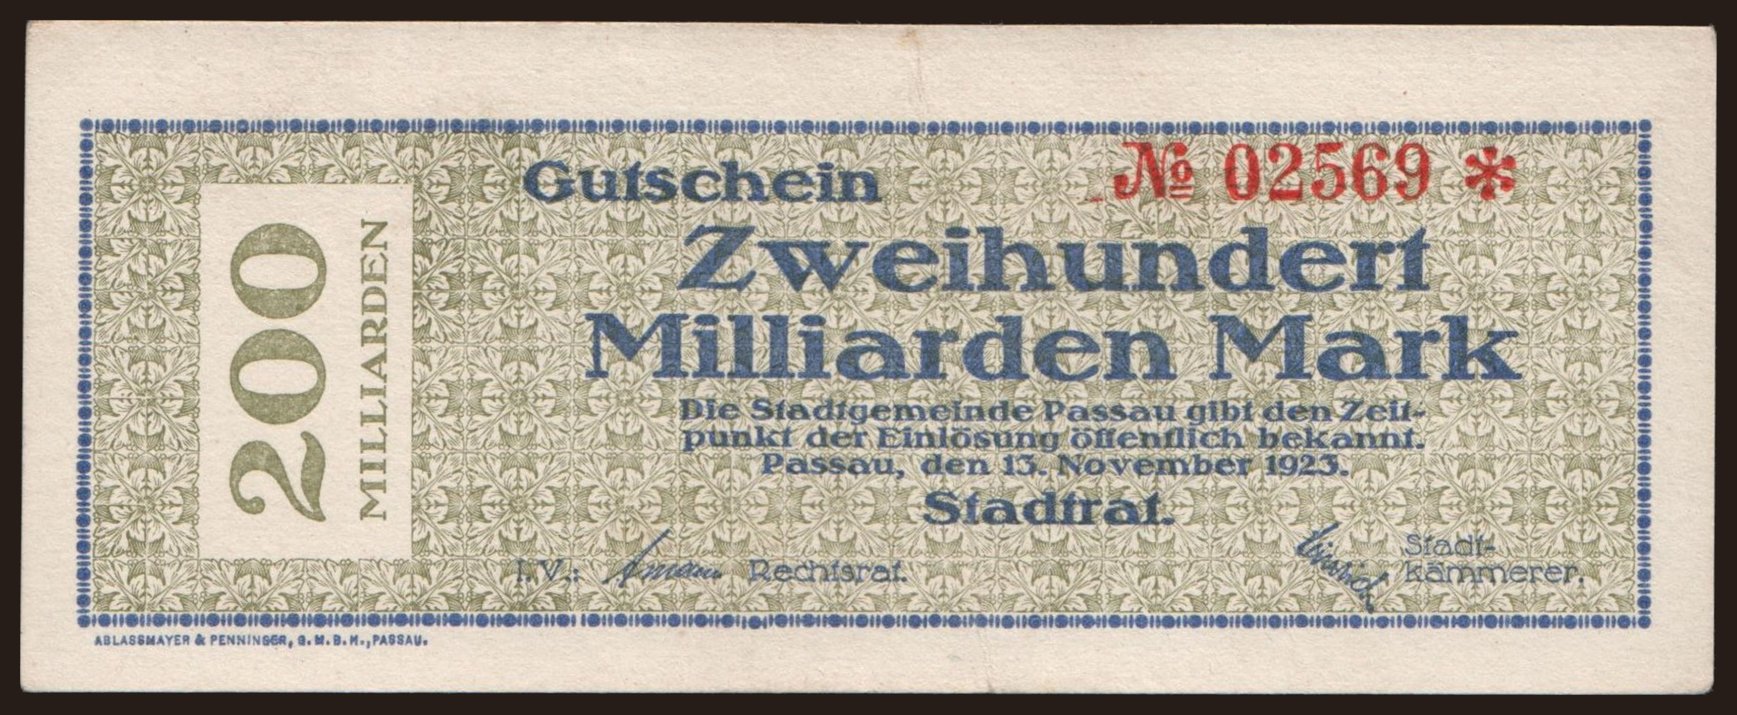 200
MILLIARDEN
Gutschein
№ 02569 *
Zweihundert
Milliarden Mark
Die Stadtgemeinde Passau gibt den Zeit-
punkt der Einlösung öffentlich bekannt.
Passau, den 13. November 1923.
Stadtrat.
I.V.: Rechtsrat.
Stadt-
kämmerer.
ABLASSMAYER & PENNINGER, G.M.B.H., PASSAU.